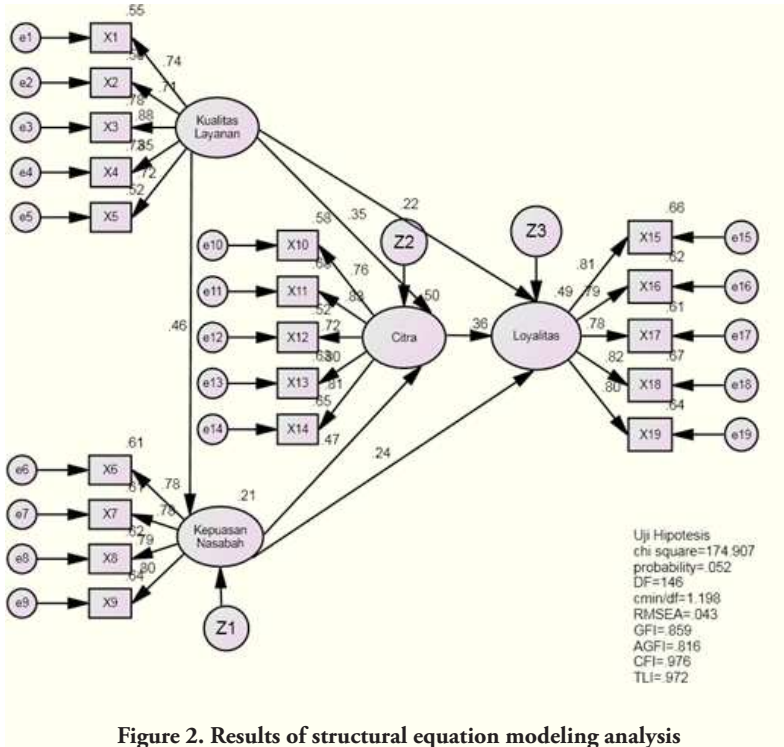 .55
e1 X1
.74
e2 X2
.71
.78
e3 X3
.88
Kualitas
Layanan
.73 .85
e4 X4
.72
.52
e5 X5
.22
.35
.58
e10 X10
Z2
Z3
.66
X15 e15
.76
.81
.62
e11 X11
.50
.49
.79
X16 e16
.52
.61
.46
e12 X12
.72
Citra
.36
Loyalitas
.78
X17 e17
.63 .80
.67
e13 X13
.81
.82
X18 e18
.65
.80
.64
e14 X14
.47
X19 e19
.24
.61
e6 X6
.78
.21
e7 X7
.78
.62
Kepuasan
Nasabah
.79
e8 X8
.80
.64
e9 X9
Z1
Uji Hipotesis
chi square=174.907
probability=.052
DF=146
cmin/df=1.198
RMSEA=.043
GFI=.859
AGFI=.816
CFI=.976
TLI=.972
Figure 2. Results of structural equation modeling analysis